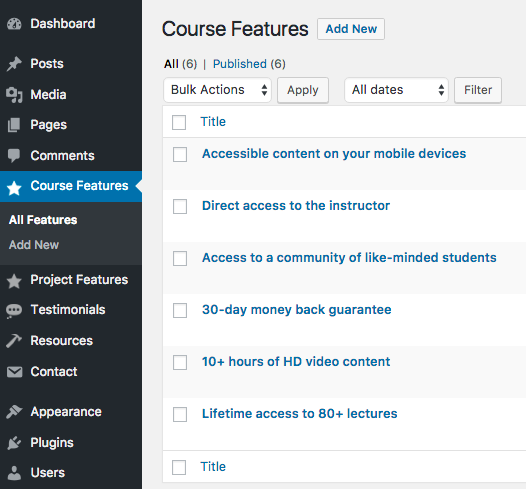 Dashboard
Posts
Media
Pages
Comments
Course Features
All Features
Add New
Project Features
Testimonials
Resources
Contact
Appearance
Plugins
Users
Course Features Add New
All (6) | Published (6)
Bulk Actions Apply All dates Filter
Title
Accessible content on your mobile devices
Direct access to the instructor
Access to a community of like-minded students
30-day money back guarantee
10+ hours of HD video content
Lifetime access to 80+ lectures
Title